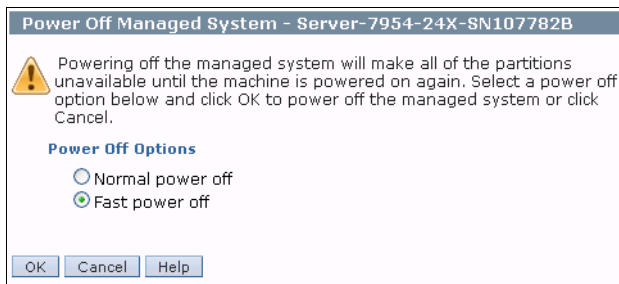 Power Off Managed System - Server-7954-24X-SN107782B
Powering off the managed system will make all of the partitions
unavailable until the machine is powered on again. Select a power off
option below and click OK to power off the managed system or click
Cancel.
Power Off Options
Normal power off
Fast power off
OK Cancel Help